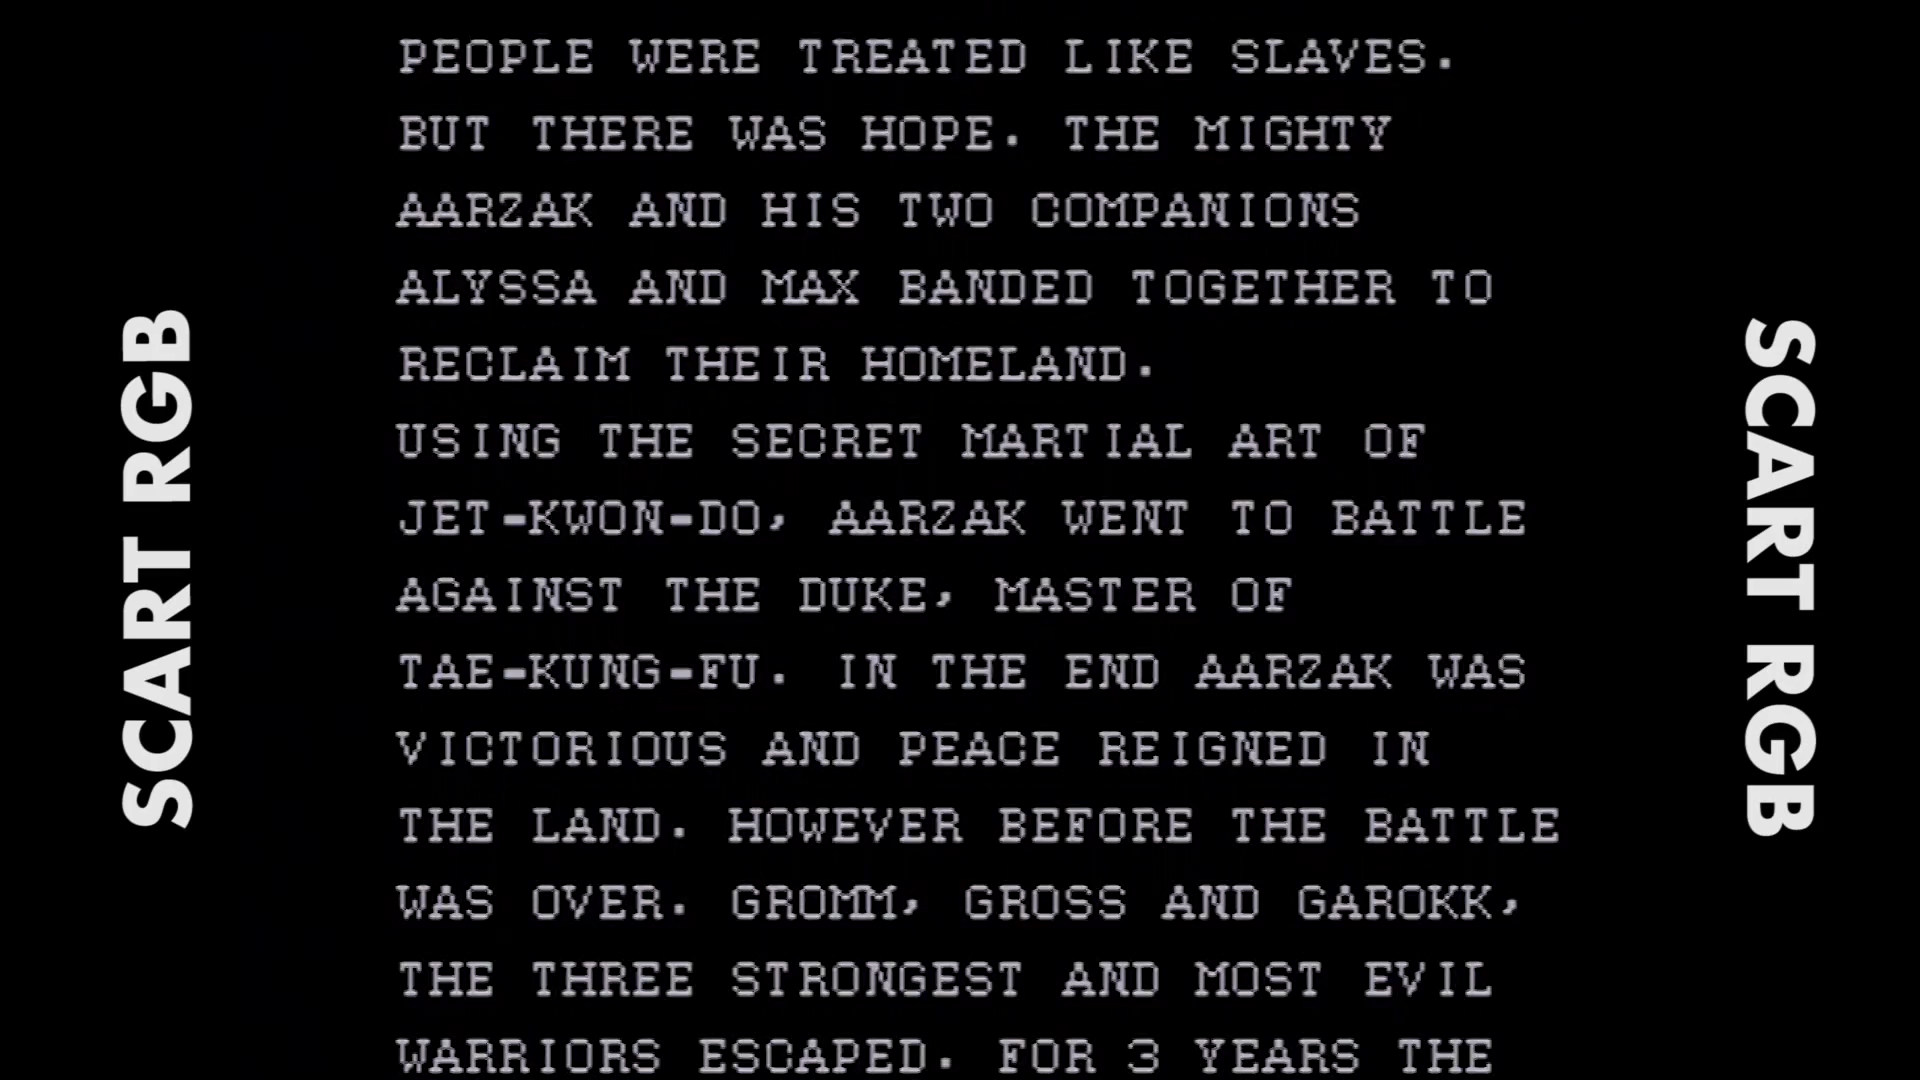 PEOPLE WERE TREATED LIKE SLAVES.
BUT THERE WAS HOPE. THE MIGHTY
AARZAK AND HIS TWO COMPANIONS
ALYSSA AND MAX BANDED TOGETHER TO
RECLAIM THEIR HOMELAND.
USING THE SECRET MARTIAL ART OF
JET-KWON-DO, AARZAK WENT TO BATTLE
AGAINST THE DUKE, MASTER OF
TAE-KUNG-FU. IN THE END AARZAK WAS
VICTORIOUS AND PEACE REIGNED IN
THE LAND. HOWEVER BEFORE THE BATTLE
WAS OVER. GROMM, GROSS AND GAROKK,
THE THREE STRONGEST AND MOST EVIL
WARRIORS ESCAPED. FOR 3 YEARS THE
SCART RGB
SCART RGB